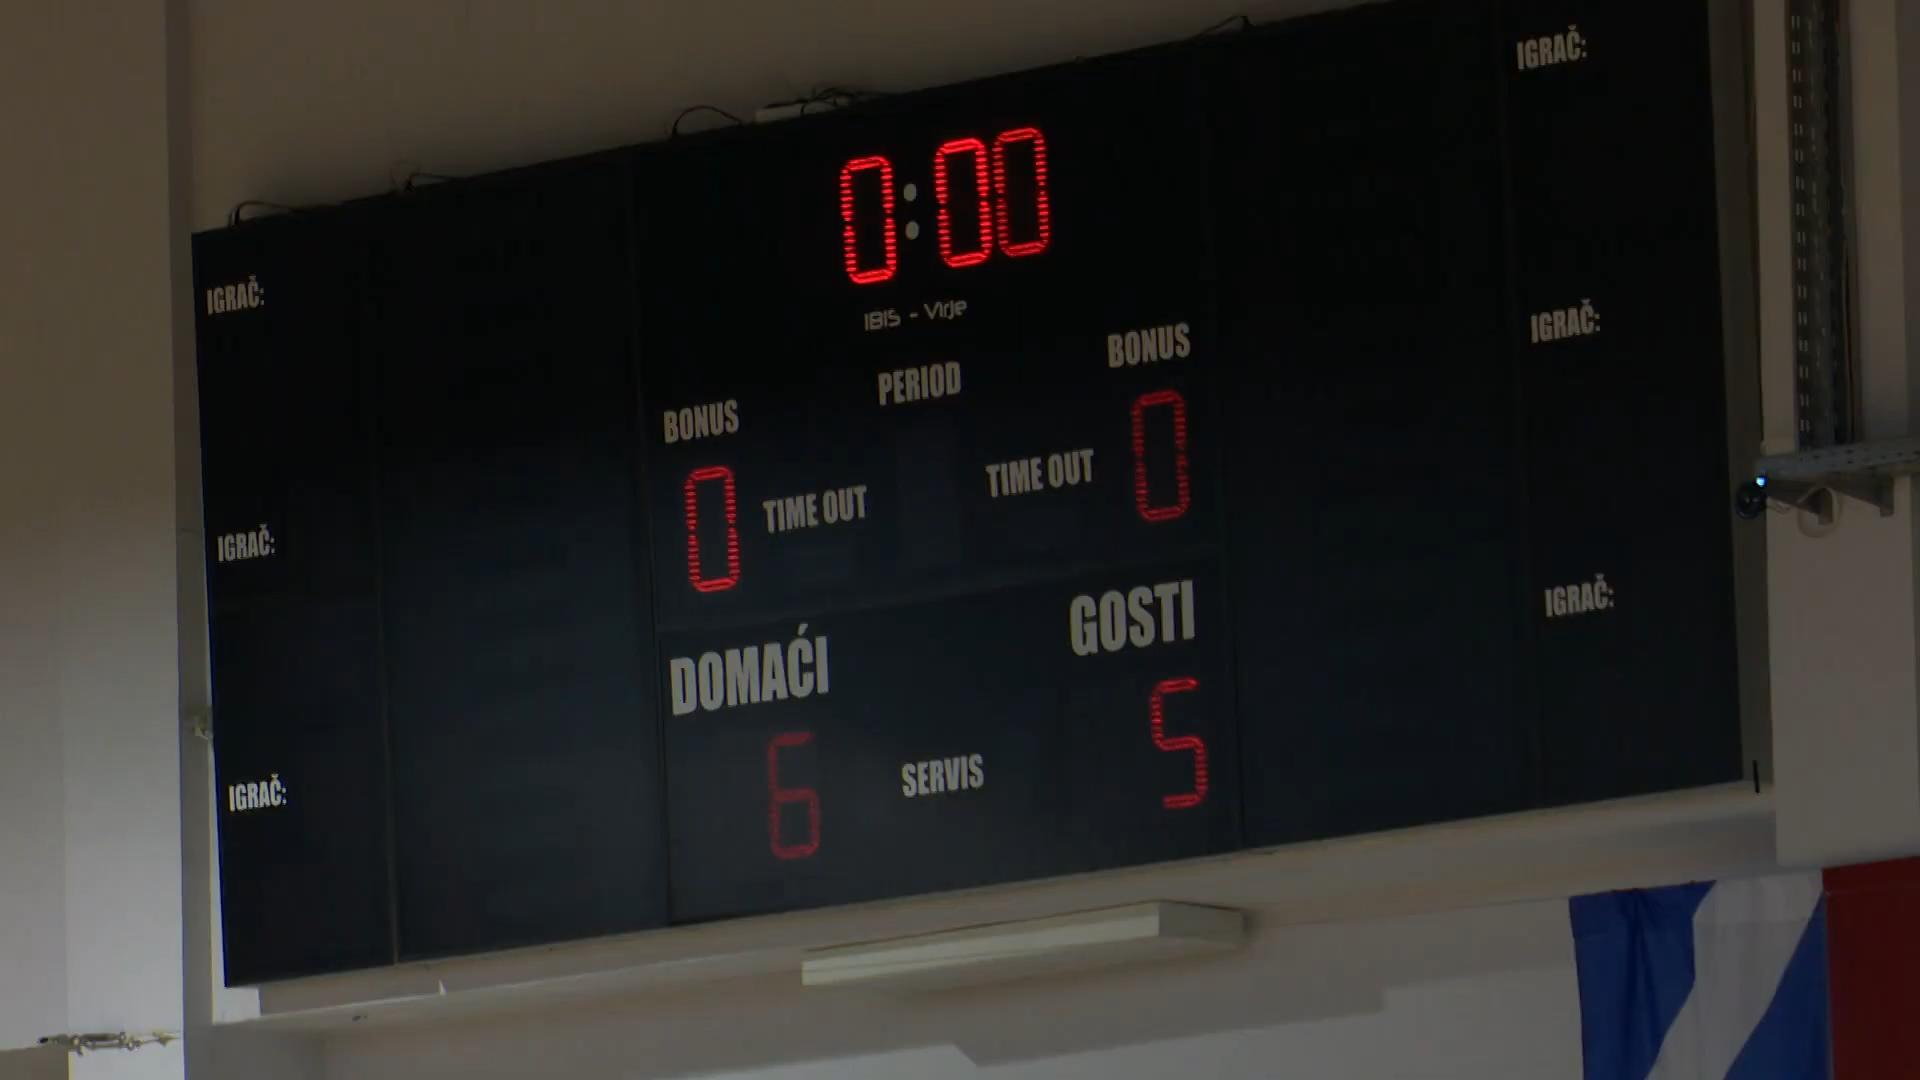 IGRAČ:
0:00
IGRAČ:
IBIS - Virje
BONUS
BONUS
PERIOD
0
0
TIME OUT
TIME OUT
IGRAČ:
IGRAČ:
DOMAĆI
GOSTI
IGRAČ:
6
SERVIS
5
IGRAČ: